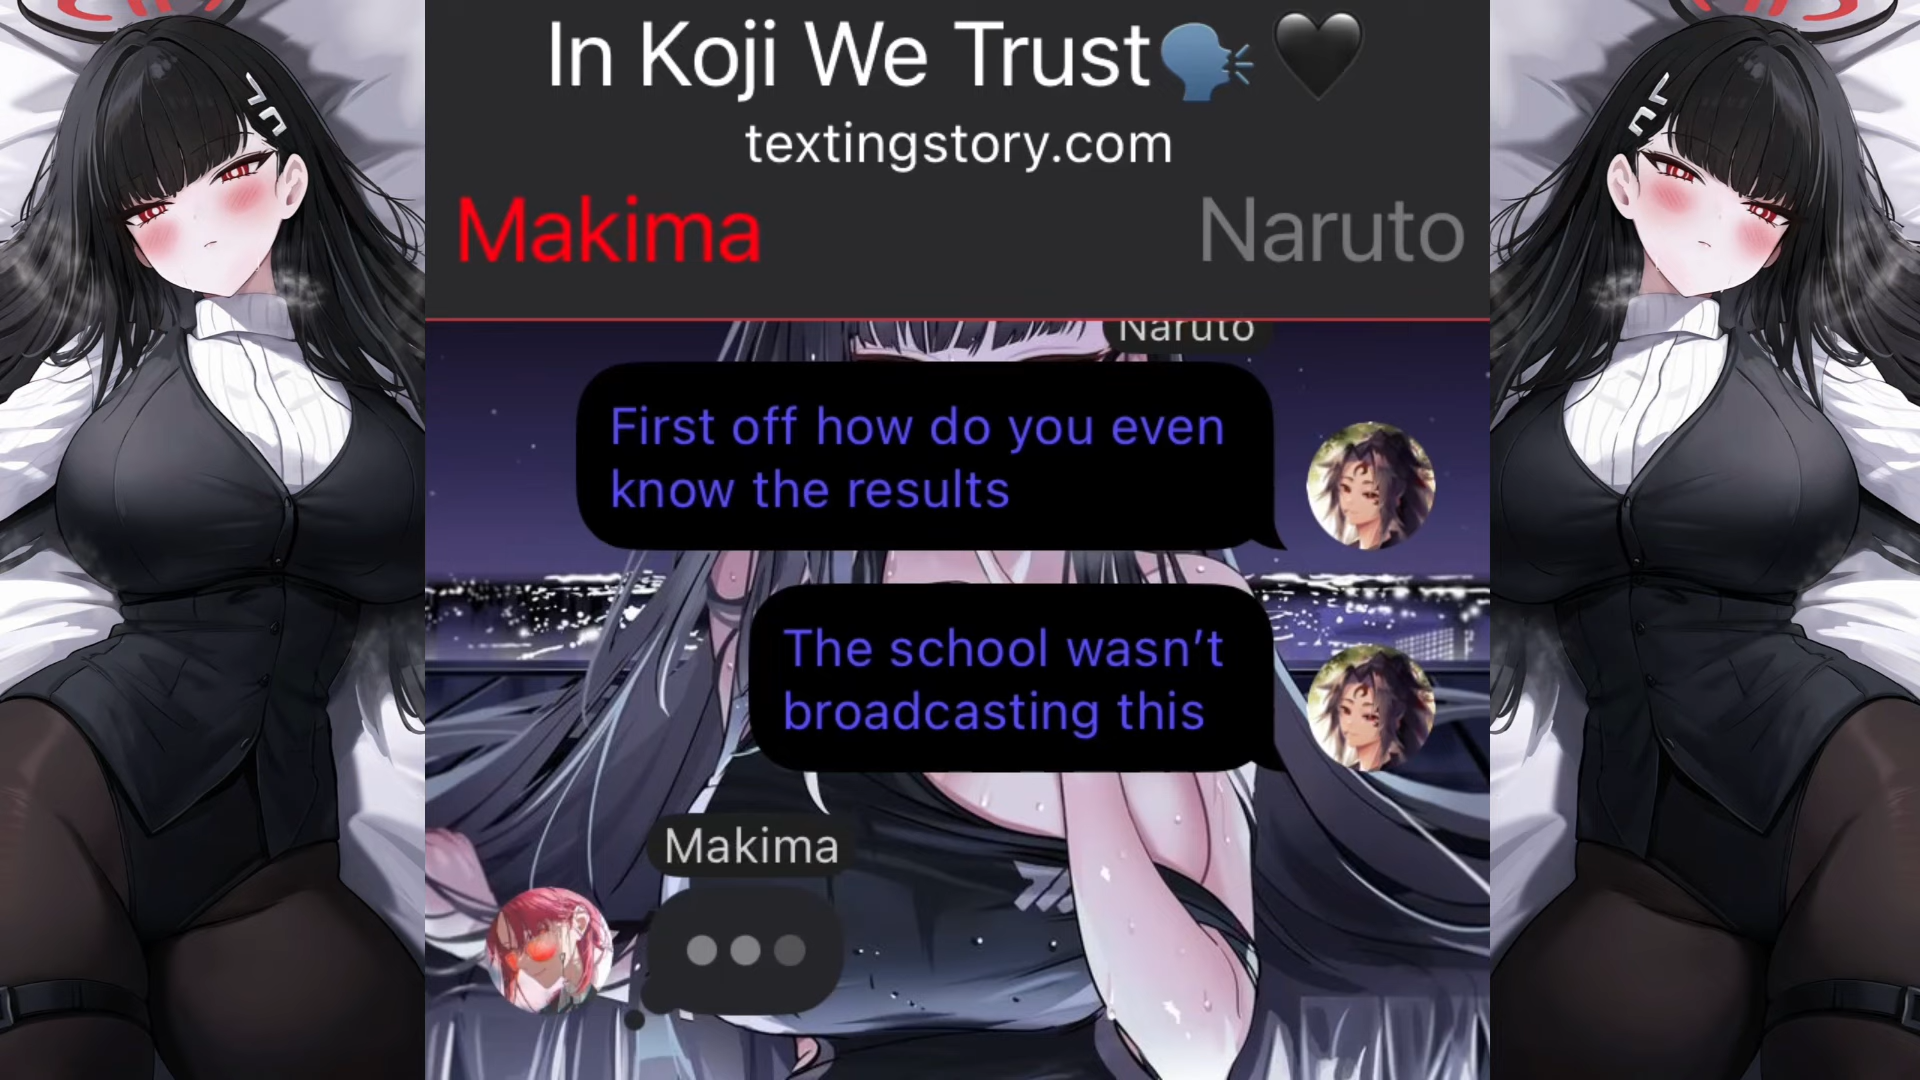 In Koji We Trust🗣️🖤
textingstory.com
Makima
Naruto
Naruto
First off how do you even
know the results
The school wasn’t
broadcasting this
Makima